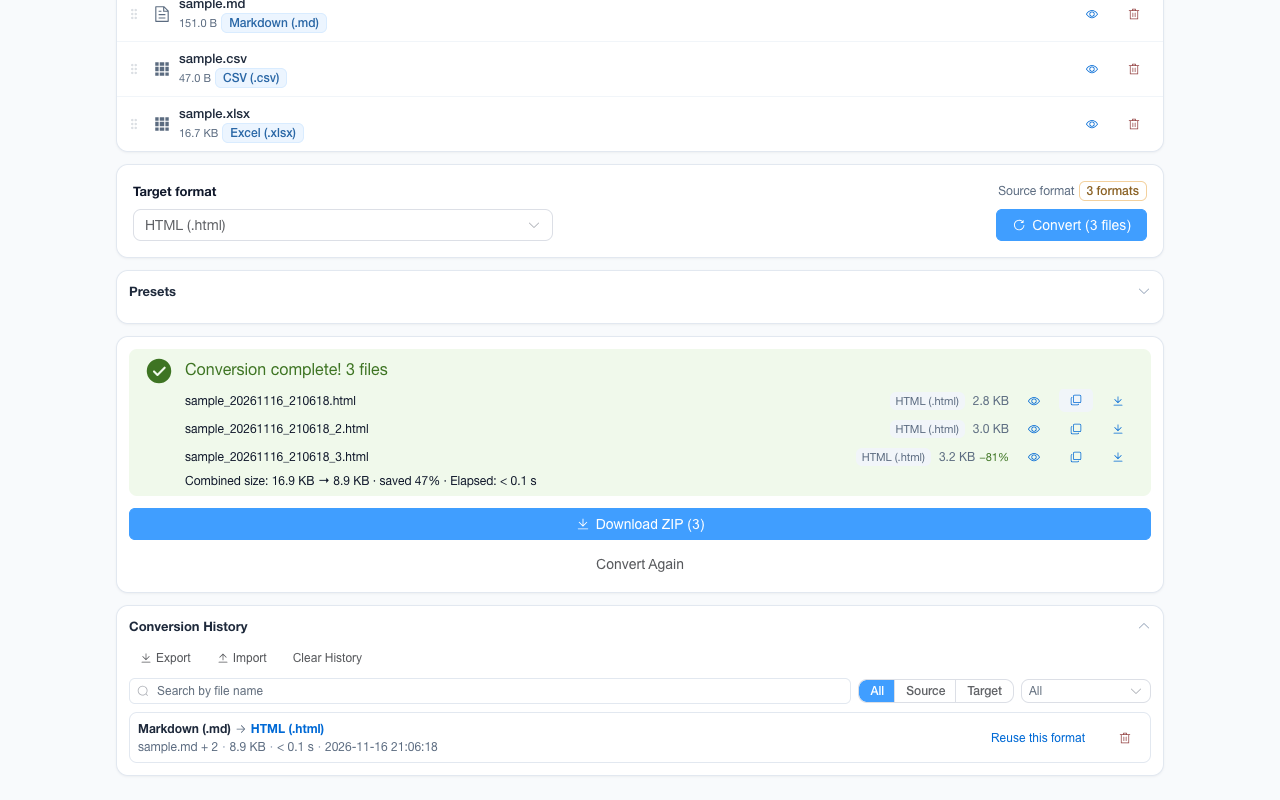 sample.md
151.0 B Markdown (.md)
sample.csv
47.0 B CSV (.csv)
sample.xlsx
16.7 KB Excel (.xlsx)
Target format
Source format 3 formats
HTML (.html)
Convert (3 files)
Presets
Conversion complete! 3 files
sample_20261116_210618.html HTML (.html) 2.8 KB
sample_20261116_210618_2.html HTML (.html) 3.0 KB
sample_20261116_210618_3.html HTML (.html) 3.2 KB −81%
Combined size: 16.9 KB → 8.9 KB · saved 47% · Elapsed: < 0.1 s
Download ZIP (3)
Convert Again
Conversion History
Export Import Clear History
Search by file name All Source Target All
Markdown (.md) → HTML (.html)
sample.md + 2 · 8.9 KB · < 0.1 s · 2026-11-16 21:06:18
Reuse this format